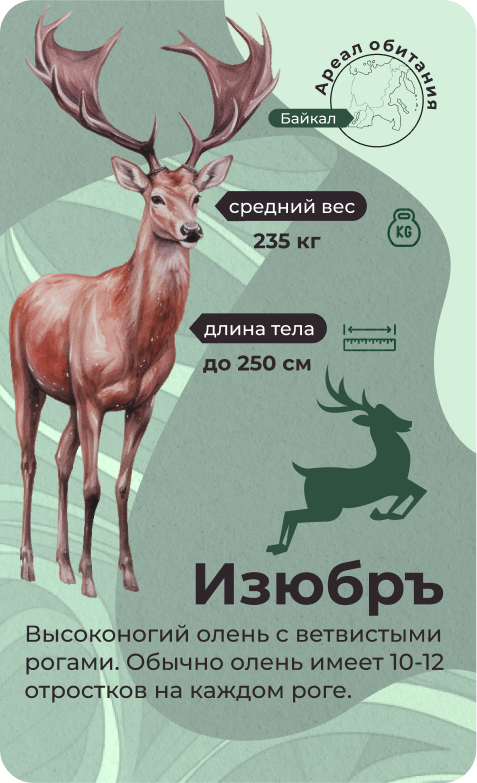 Ареал обитания
Байкал
средний вес
235 кг
KG
длина тела
до 250 см
Изюбръ
Высоконогий олень с ветвистыми
рогами. Обычно олень имеет 10-12
отростков на каждом роге.